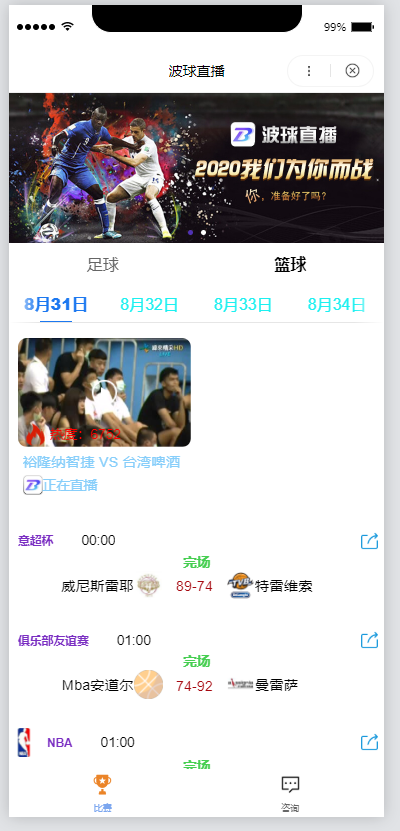 99%
波球直播
波球直播
2020我们为你而战
你，准备好了吗?
足球
篮球
8月31日
8月32日
8月33日
8月34日
裕隆纳智捷 VS 台湾啤酒
正在直播
意超杯
00:00
完场
威尼斯雷耶
89-74
特雷维索
俱乐部友谊赛
01:00
完场
Mba安道尔
74-92
曼雷萨
NBA
01:00
完场
比赛
咨询